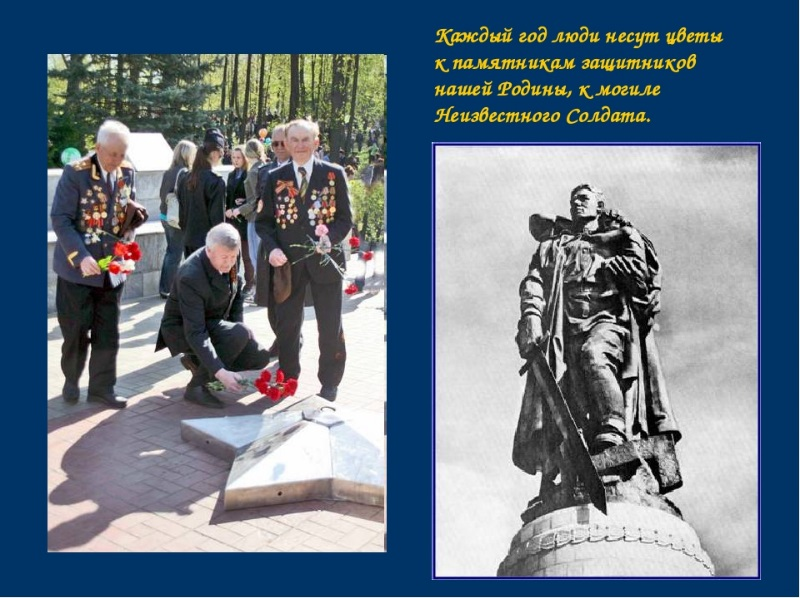 Каждый год люди несут цветы
к памятникам защитников
нашей Родины, к могиле
Неизвестного Солдата.